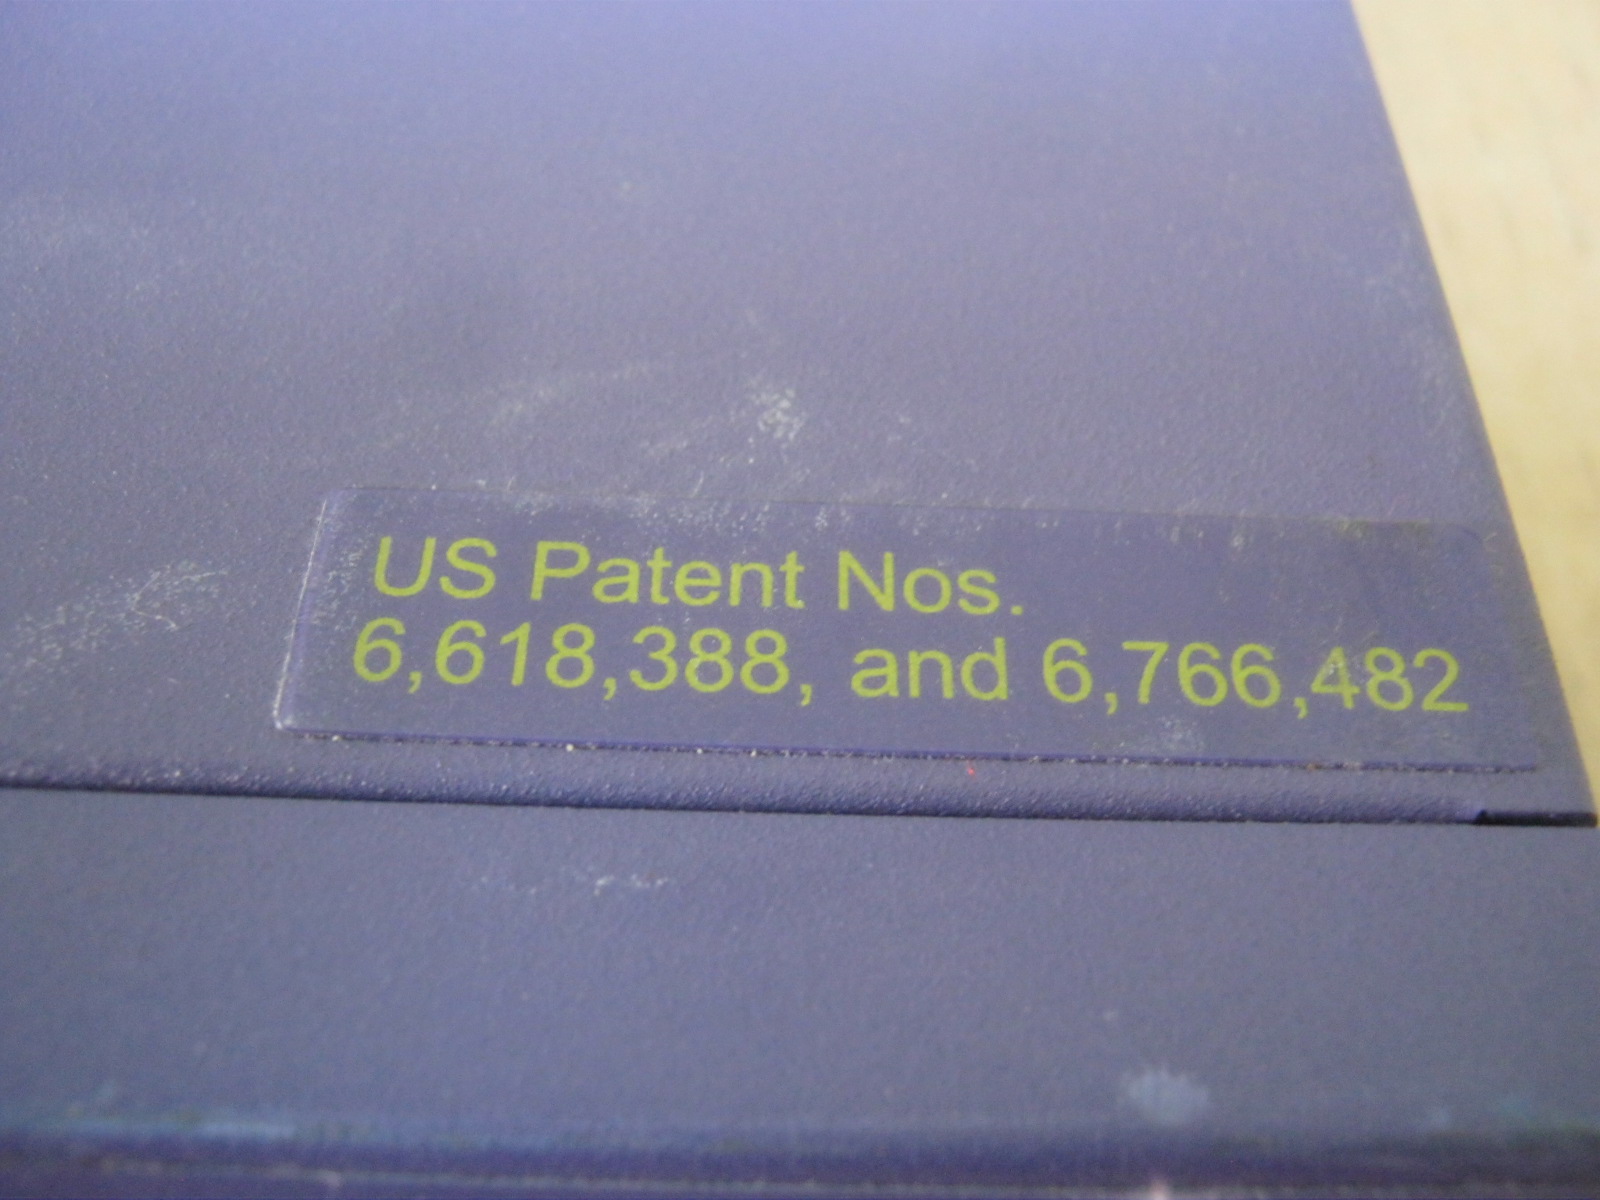 US Patent Nos.
6,618,388, and 6,766,482